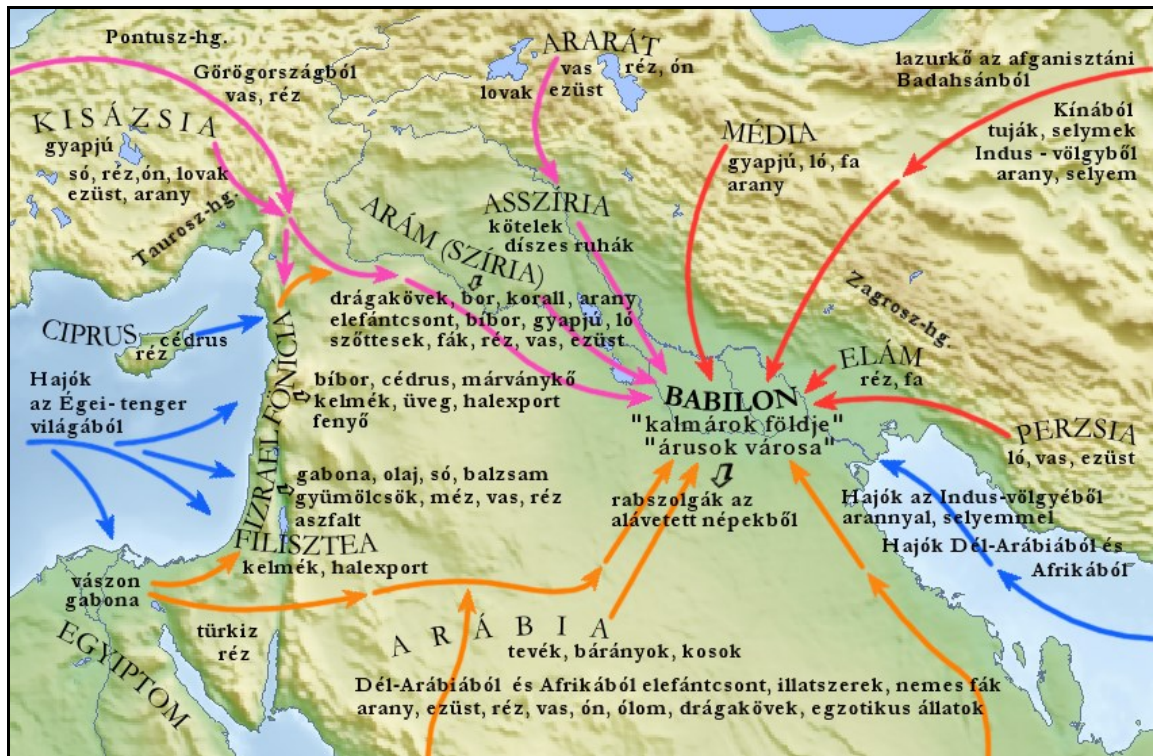 Pontusz-hg.
Görögországból
vas, réz
KISÁZSIA
gyapjú
só, réz,ón, lovak
ezüst, arany
Taurosz-hg.
ARARÁT
vas
réz, ón
ezüst
lovak
MÉDIA
gyapjú, ló, fa
arany
lazurkő az afganisztáni
Badahsánból
Kínából
tuják, selymek
Indus - völgyből
arany, selyem
ASSZÍRIA
kötelek
díszes ruhák
ARÁM (SZÍRIA)
drágakövek, bor, korall, arany
elefántcsont, bíbor, gyapjú, ló
szőttesek, fák, réz, vas, ezüst
Zagrosz-hg.
CIPRUS
réz
cédrus
Hajók
az Égei-tenger
világából
FÖNÍCIA
bíbor, cédrus, márványkő
kelmék, üveg, halexport
fenyő
IZRAEL
gabona, olaj, só, balzsam
gyümölcsök, méz, vas, réz
aszfalt
FILISZTEA
kelmék, halexport
BABILON
"kalmárok földje"
"árusok városa"
rabszolgák az
alávetett népekből
ELÁM
réz, fa
PERZSIA
ló, vas, ezüst
Hajók az Indus-völgyéből
arannyal, selyemmel
Hajók Dél-Arábiából és
Afrikából
vászon
gabona
EGYIPTOM
türkiz
réz
ARÁBIA
tevék, bárányok, kosok
Dél-Arábiából és Afrikából elefántcsont, illatszerek, nemes fák
arany, ezüst, réz, vas, ón, ólom, drágakövek, egzotikus állatok